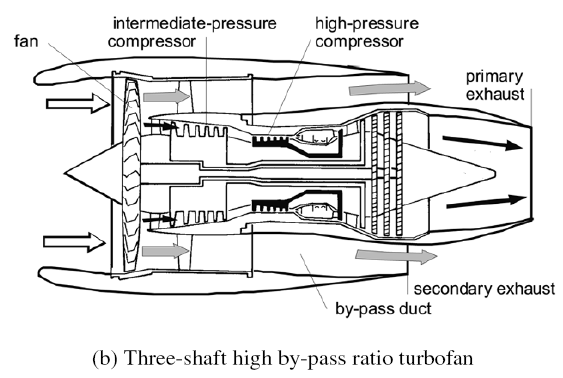 intermediate-pressure
compressor
high-pressure
compressor
fan
primary
exhaust
secondary exhaust
by-pass duct
(b) Three-shaft high by-pass ratio turbofan